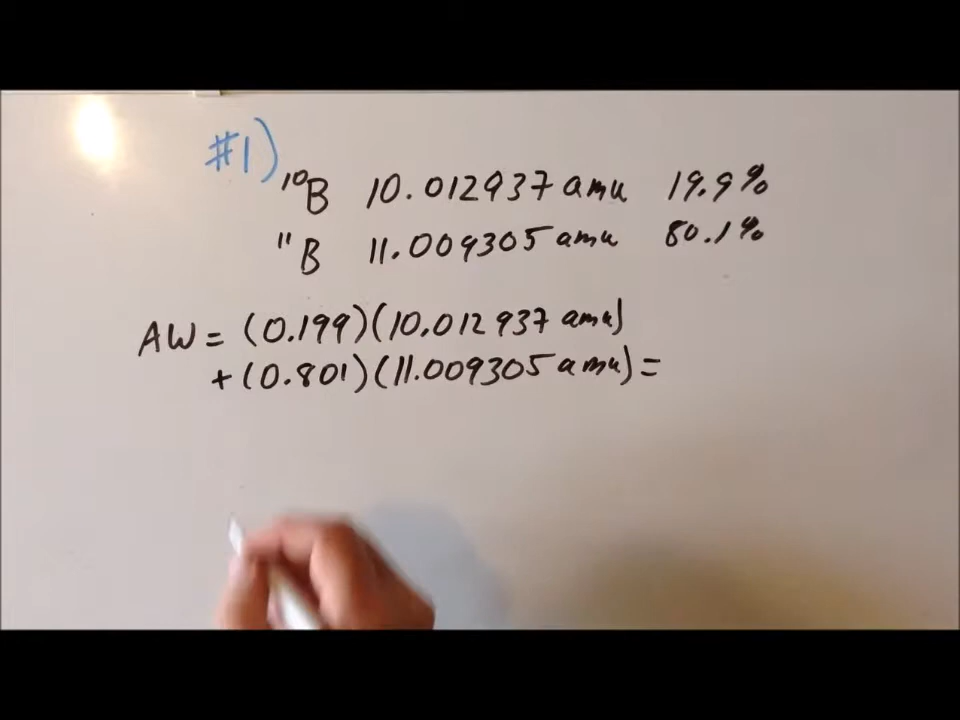 #1)
¹⁰B 10.012937 amu 19.9%
¹¹B 11.009305 amu 80.1%
AW = (0.199)(10.012937 amu)
+ (0.801)(11.009305 amu) =